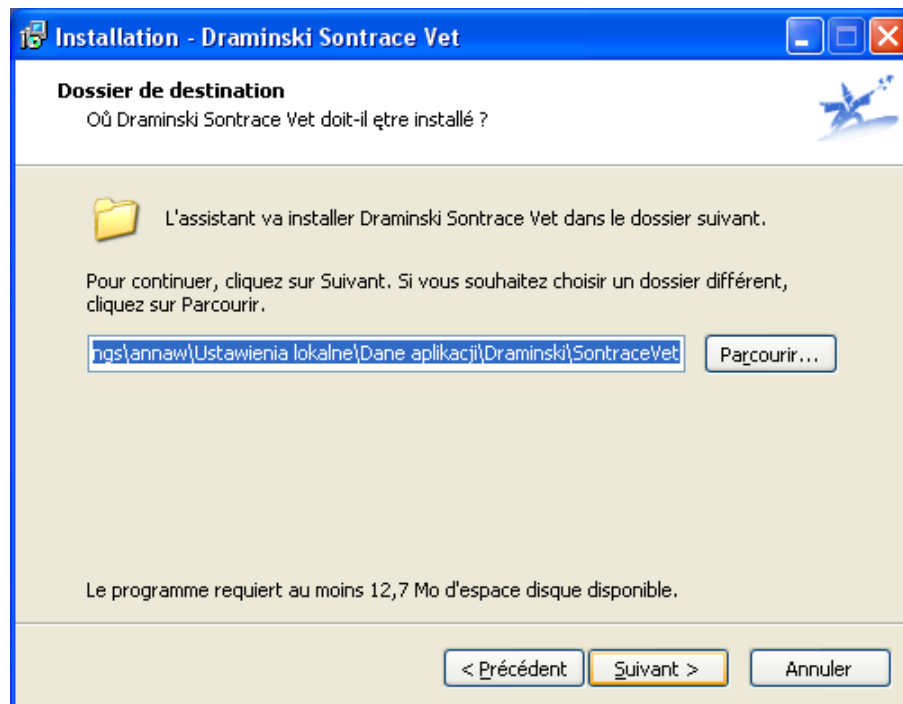 Installation - Draminski Sontrace Vet
Dossier de destination
Oů Draminski Sontrace Vet doit-il ętre installé ?
L'assistant va installer Draminski Sontrace Vet dans le dossier suivant.
Pour continuer, cliquez sur Suivant. Si vous souhaitez choisir un dossier différent,
cliquez sur Parcourir.
ngs\annaw\Ustawienia lokalne\Dane aplikacji\Draminski\SontraceVet
Parcourir...
Le programme requiert au moins 12,7 Mo d'espace disque disponible.
< Précédent
Suivant >
Annuler